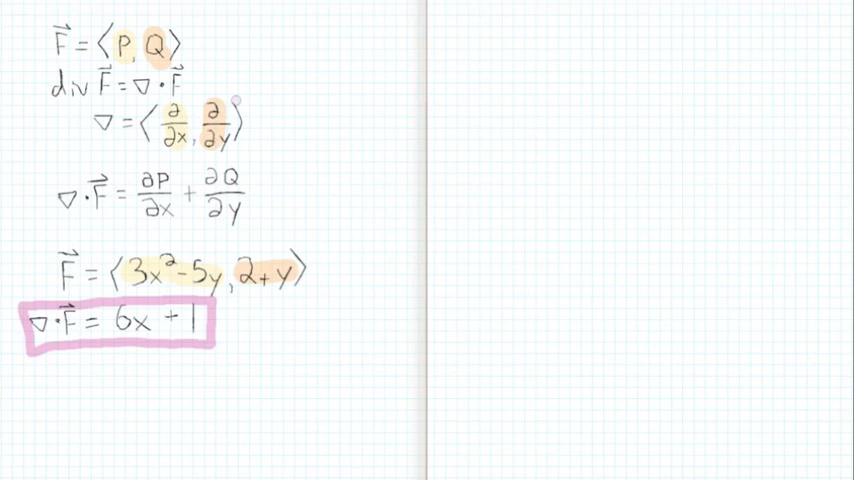 F⃗ = ⟨P, Q⟩
div F⃗ = ∇ · F⃗
∇ = ⟨∂/∂x, ∂/∂y⟩
∇ · F⃗ = ∂P/∂x + ∂Q/∂y
F⃗ = ⟨3x² - 5y, 2 + y⟩
∇ · F⃗ = 6x + 1